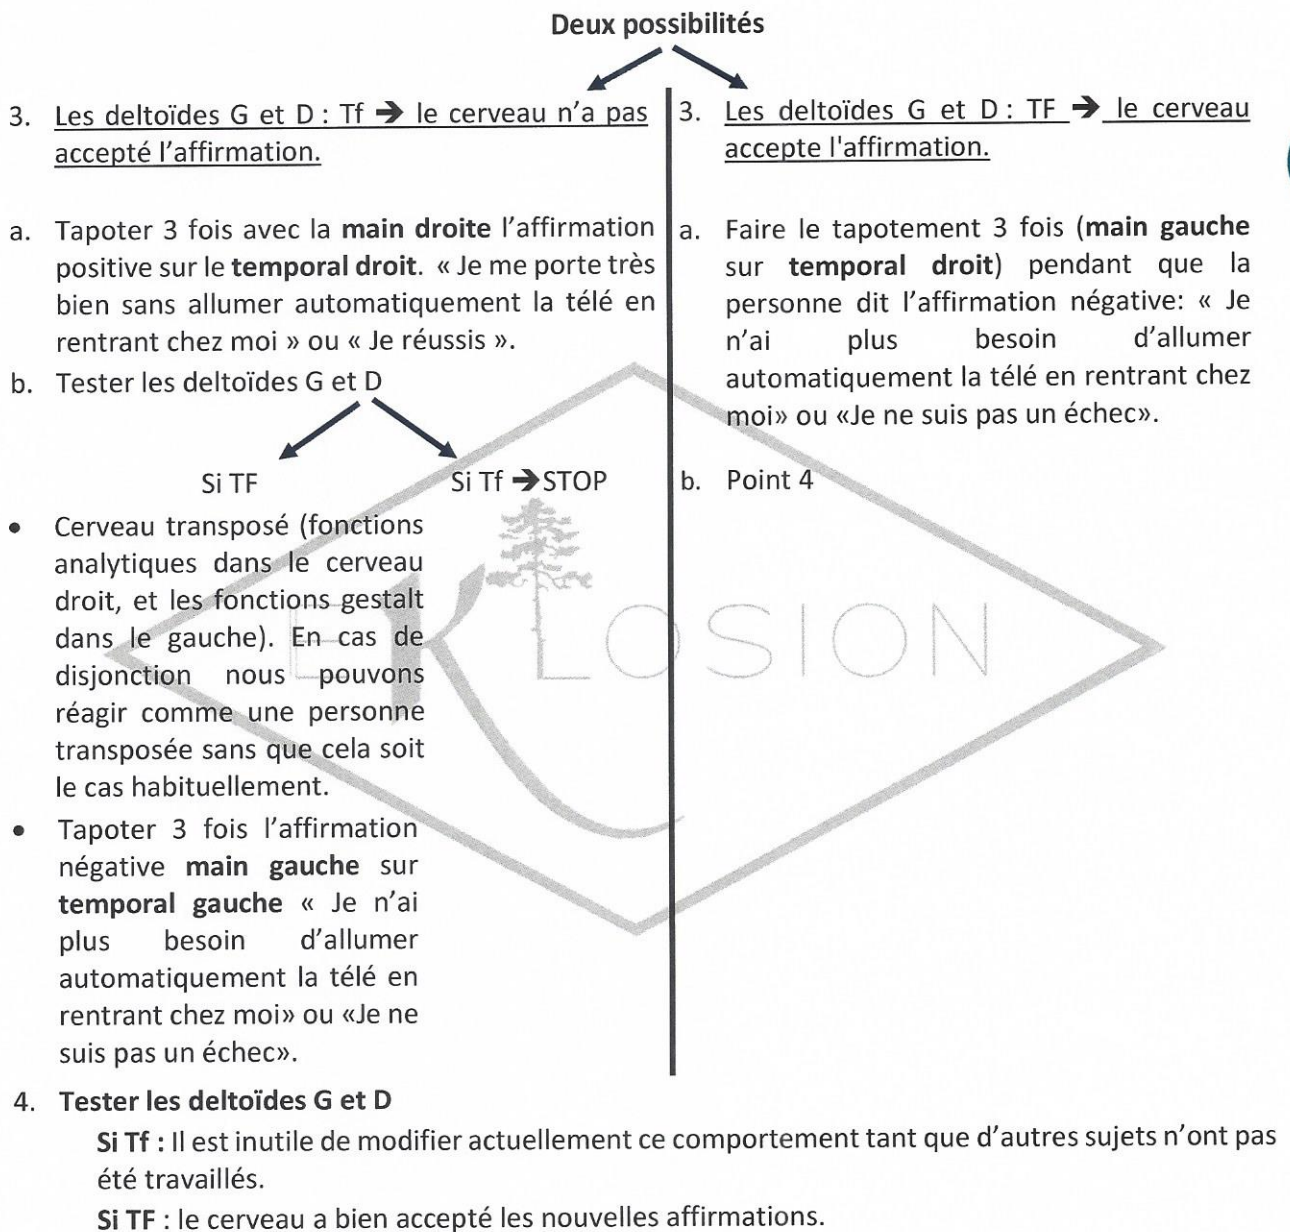 Deux possibilités
3. Les deltoïdes G et D : Tf ➔ le cerveau n'a pas
accepté l'affirmation.
a. Tapoter 3 fois avec la main droite l'affirmation
positive sur le temporal droit. « Je me porte très
bien sans allumer automatiquement la télé en
rentrant chez moi » ou « Je réussis ».
b. Tester les deltoïdes G et D
Si TF
Si Tf ➔ STOP
• Cerveau transposé (fonctions
analytiques dans le cerveau
droit, et les fonctions gestalt
dans le gauche). En cas de
disjonction nous pouvons
réagir comme une personne
transposée sans que cela soit
le cas habituellement.
• Tapoter 3 fois l'affirmation
négative main gauche sur
temporal gauche « Je n'ai
plus besoin d'allumer
automatiquement la télé en
rentrant chez moi» ou «Je ne
suis pas un échec».
3. Les deltoïdes G et D : TF ➔ le cerveau
accepte l'affirmation.
a. Faire le tapotement 3 fois (main gauche
sur temporal droit) pendant que la
personne dit l'affirmation négative: « Je
n'ai plus besoin d'allumer
automatiquement la télé en rentrant chez
moi» ou «Je ne suis pas un échec».
b. Point 4
EKLOSION
4. Tester les deltoïdes G et D
Si Tf : Il est inutile de modifier actuellement ce comportement tant que d'autres sujets n'ont pas
été travaillés.
Si TF : le cerveau a bien accepté les nouvelles affirmations.